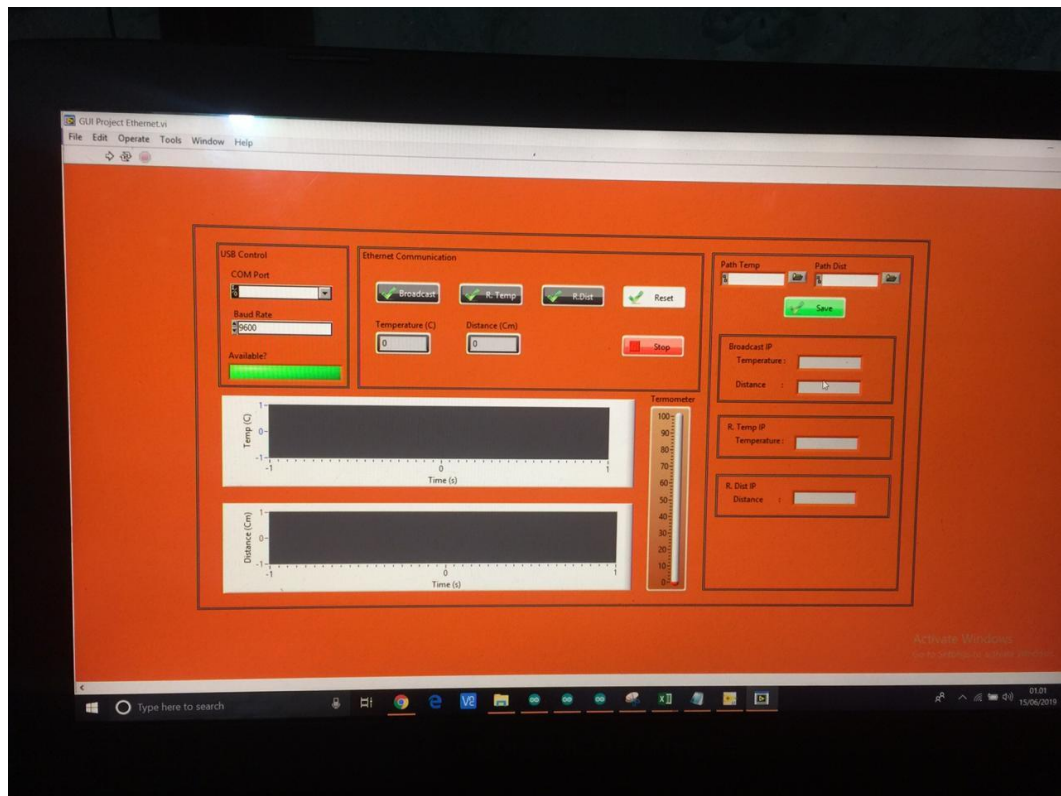 GUI Project Ethernet.vi
File Edit Operate Tools Window Help
USB Control
COM Port
Baud Rate
9600
Available?
Ethernet Communication
Broadcast R. Temp R.Dist Reset
Temperature (C) Distance (Cm)
0 0
Stop
Path Temp Path Dist
Save
Broadcast IP
Temperature :
Distance :
R. Temp IP
Temperature :
R. Dist IP
Distance :
Temp (C)
1
0
-1
-1 0 1
Time (s)
Distance (Cm)
1
0
-1
-1 0 1
Time (s)
Termometer
100
90
80
70
60
50
40
30
20
10
0
Activate Windows
Type here to search
01.01
15/06/2019